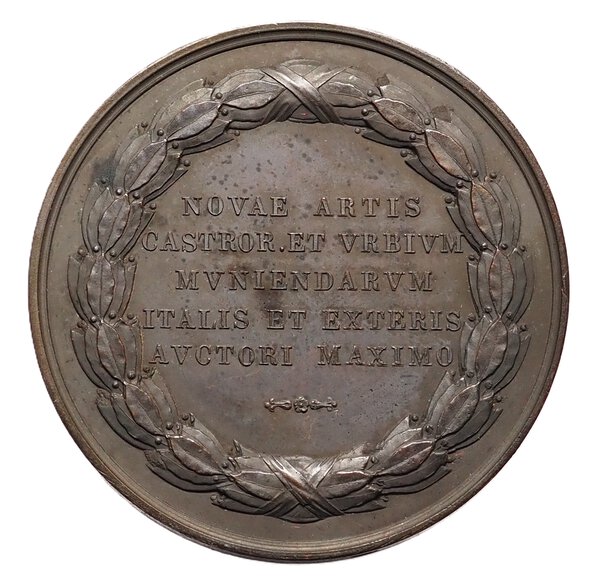 NOVAE ARTIS
CASTROR. ET VRBIVM
MVNIENDARVM
ITALIS ET EXTERIS
AVCTORI MAXIMO